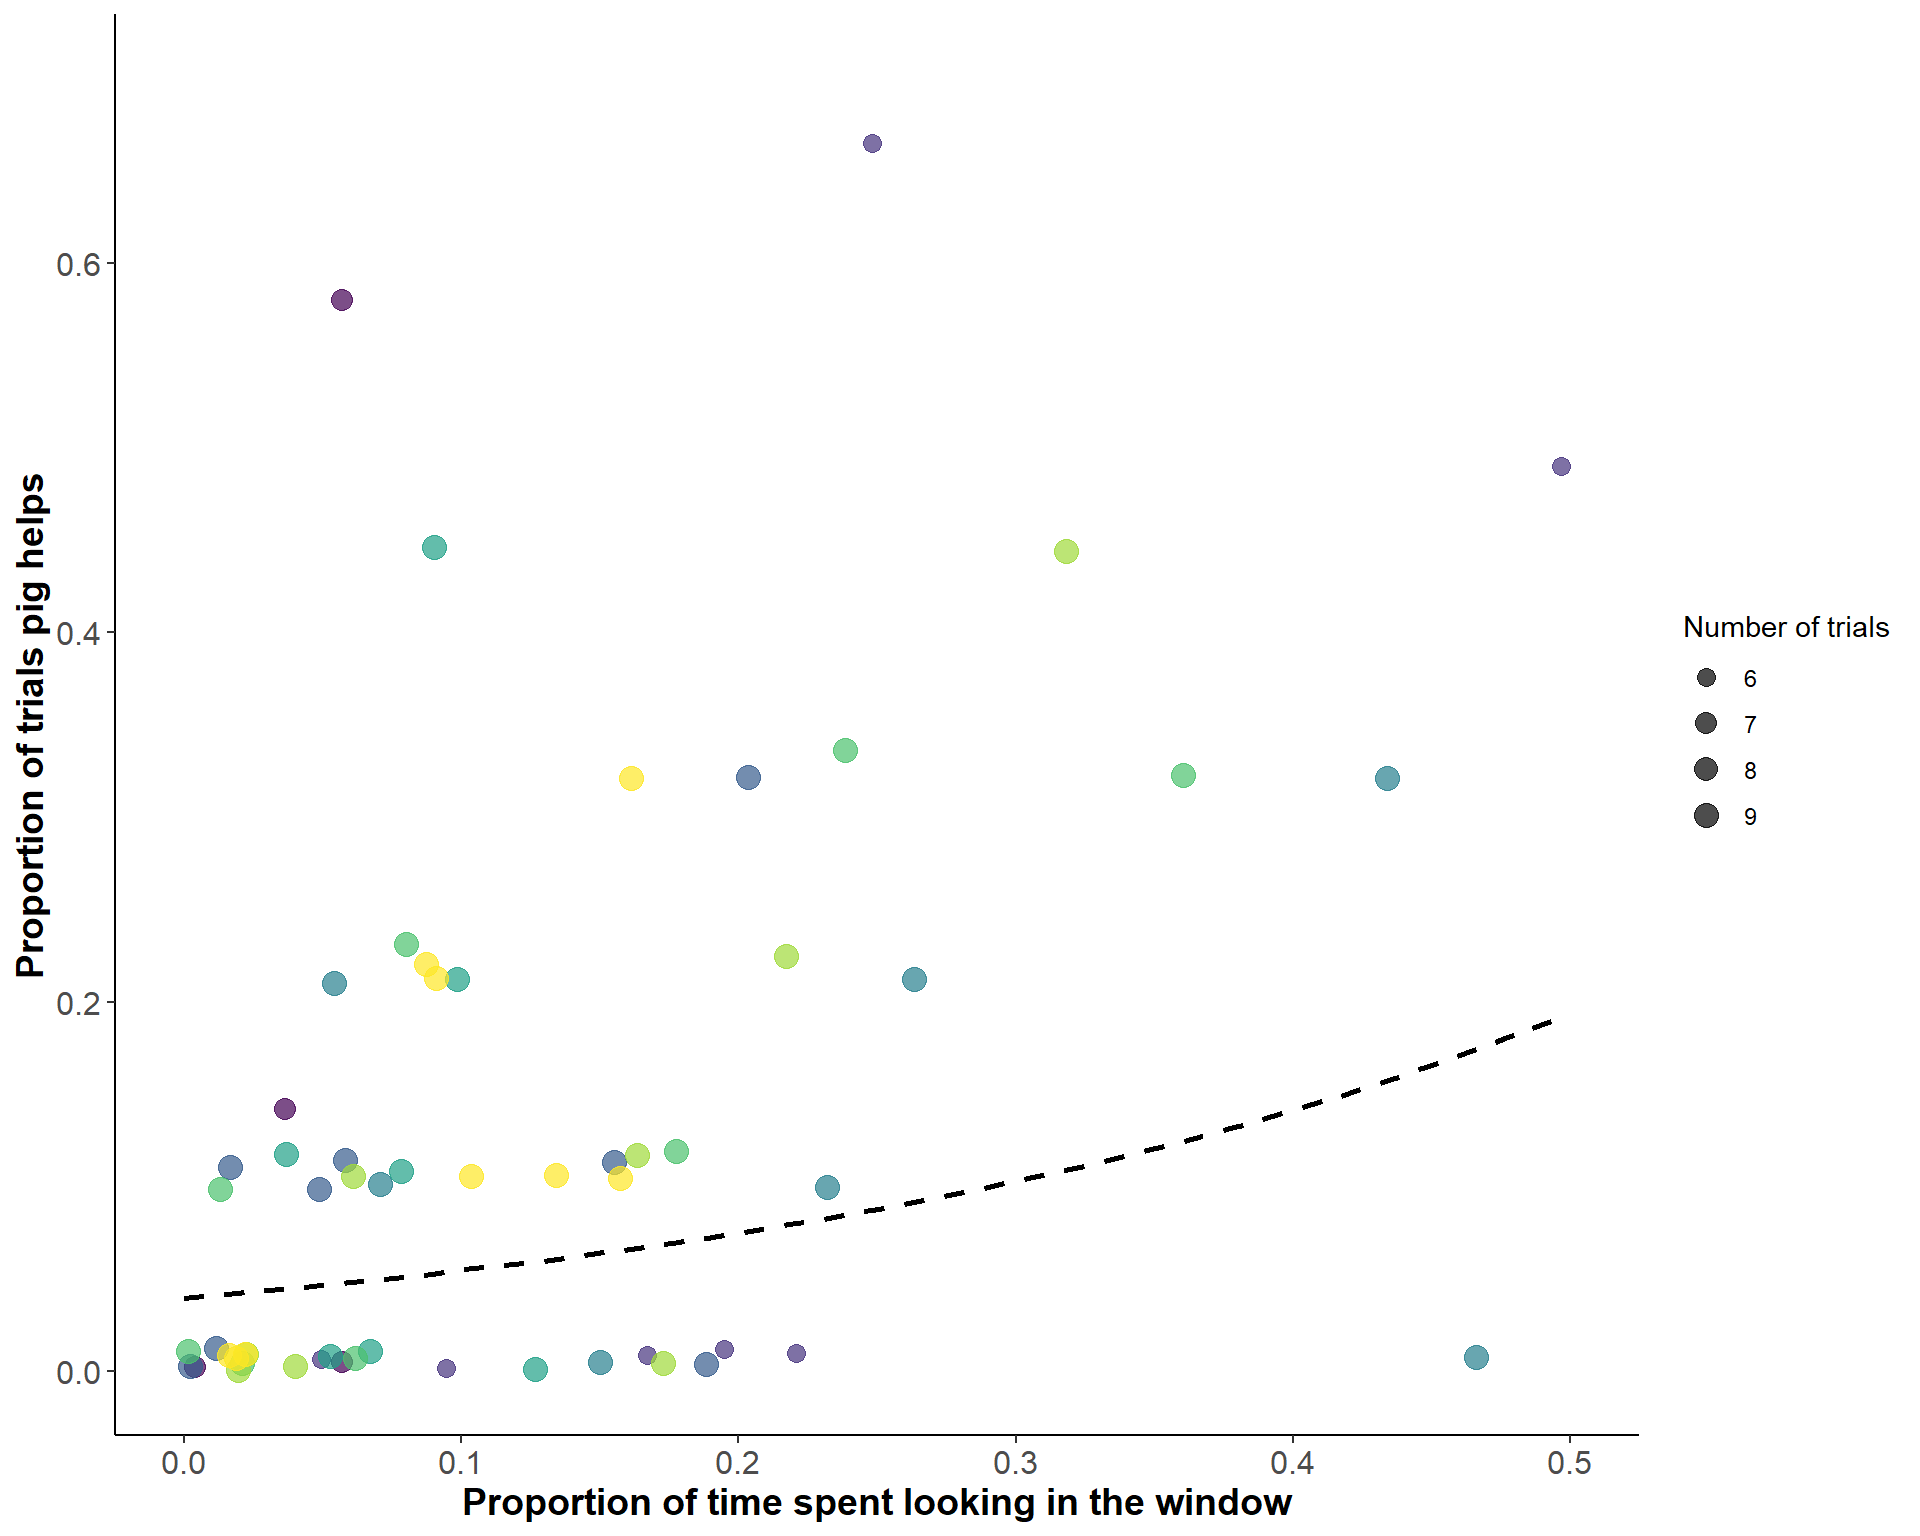 Proportion of trials pig helps
0.6
0.4
0.2
0.0
0.0 0.1 0.2 0.3 0.4 0.5
Proportion of time spent looking in the window
Number of trials
6
7
8
9